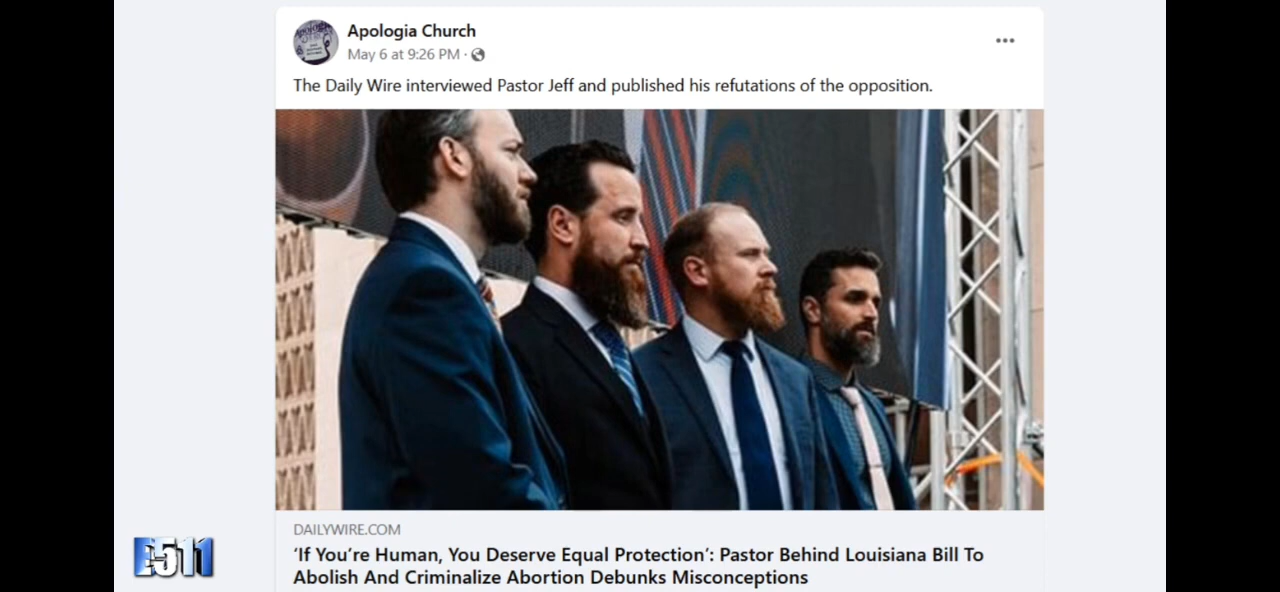 Apologia Church
May 6 at 9:26 PM ·
The Daily Wire interviewed Pastor Jeff and published his refutations of the opposition.
DAILYWIRE.COM
‘If You’re Human, You Deserve Equal Protection’: Pastor Behind Louisiana Bill To
Abolish And Criminalize Abortion Debunks Misconceptions
E511